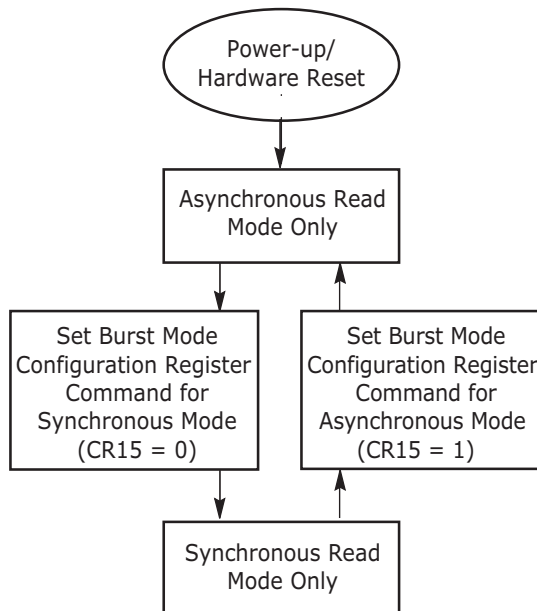 Power-up/
Hardware Reset
Asynchronous Read
Mode Only
Set Burst Mode
Configuration Register
Command for
Synchronous Mode
(CR15 = 0)
Set Burst Mode
Configuration Register
Command for
Asynchronous Mode
(CR15 = 1)
Synchronous Read
Mode Only